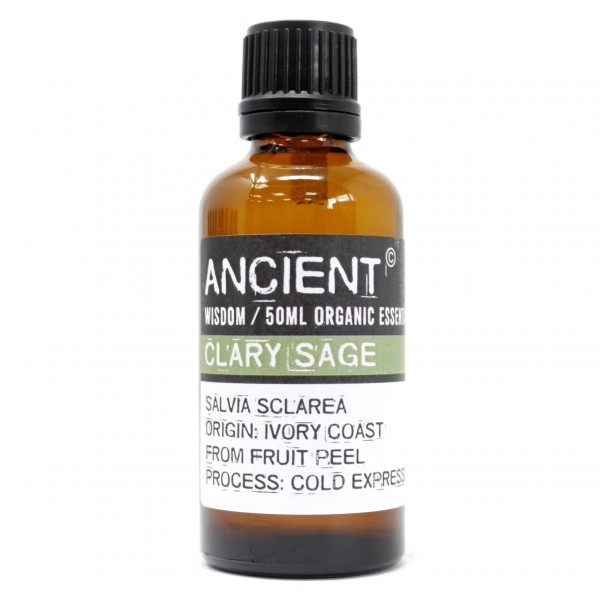 ANCIENT©
WISDOM / 50ML ORGANIC ESSENT
CLARY SAGE
SALVIA SCLAREA
ORIGIN: IVORY COAST
FROM FRUIT PEEL
PROCESS: COLD EXPRESS